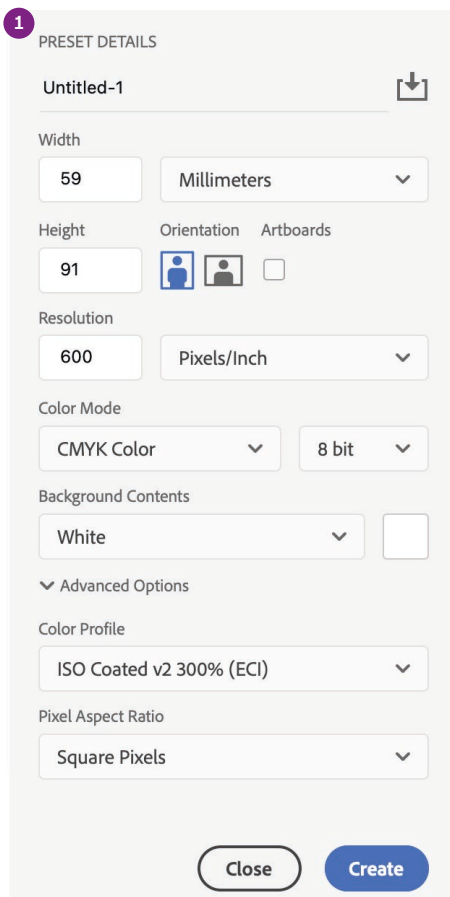 1
PRESET DETAILS
Untitled-1
Width
59 Millimeters
Height Orientation Artboards
91
Resolution
600 Pixels/Inch
Color Mode
CMYK Color 8 bit
Background Contents
White
Advanced Options
Color Profile
ISO Coated v2 300% (ECI)
Pixel Aspect Ratio
Square Pixels
Close Create